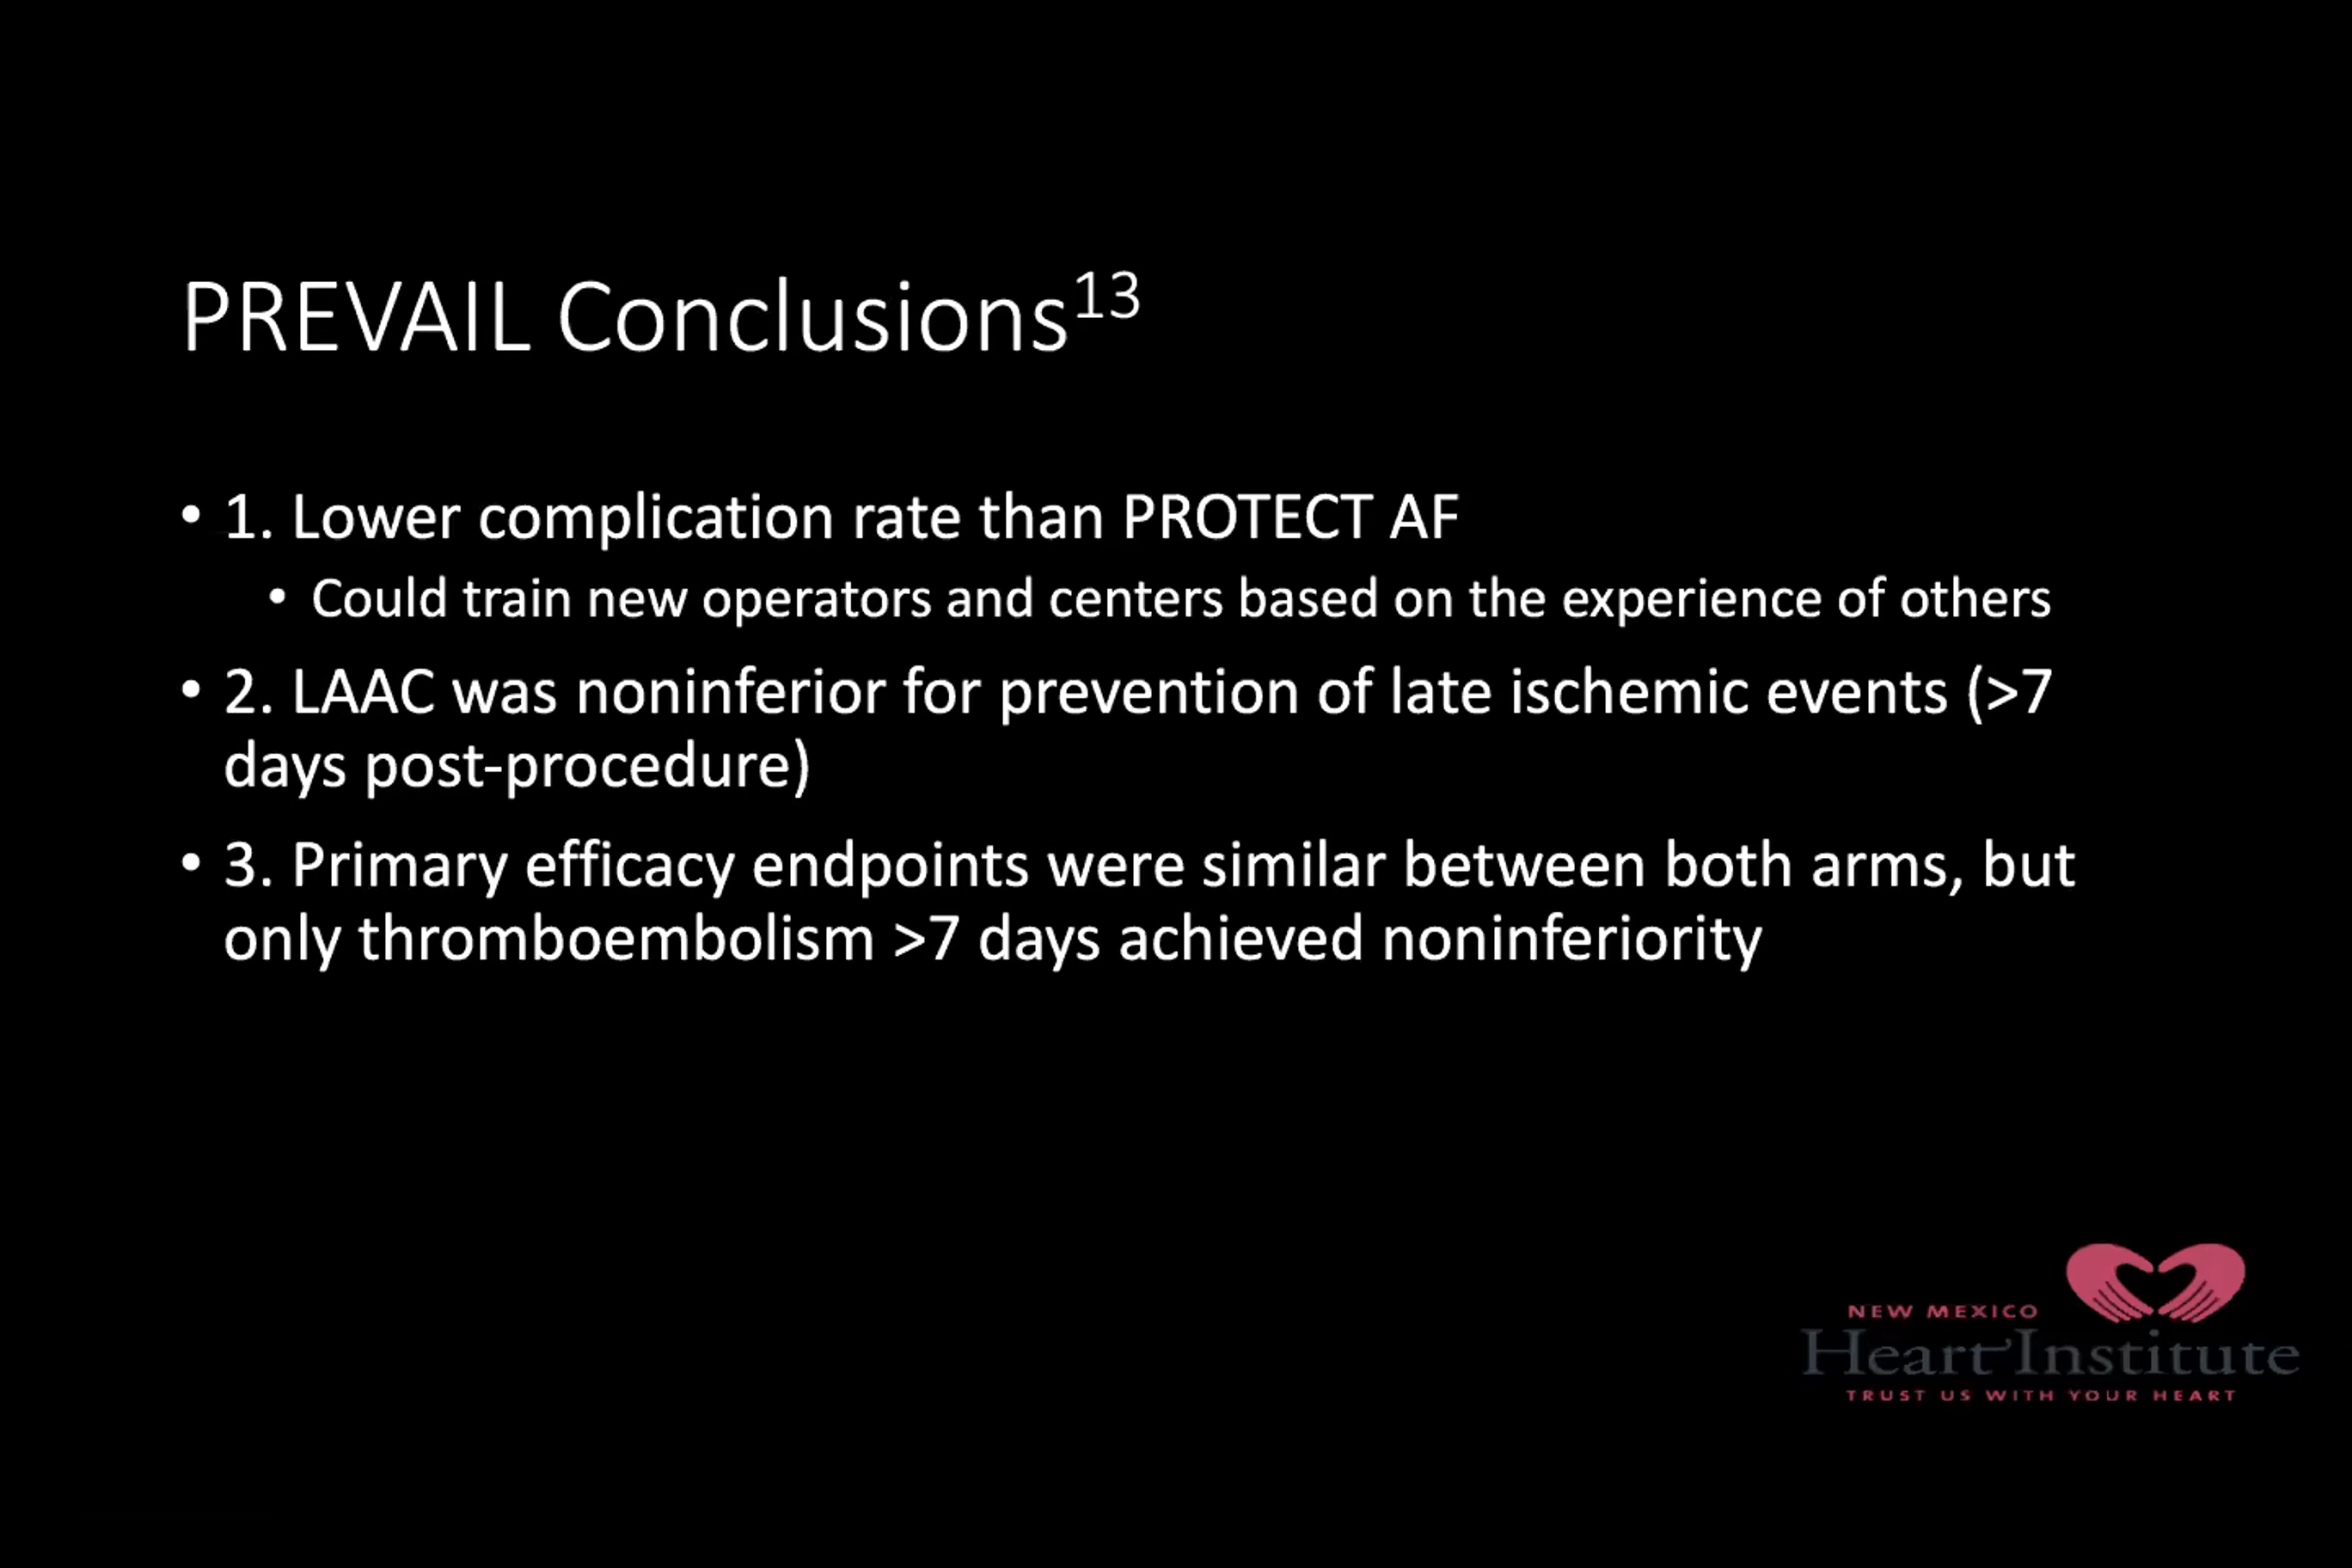 PREVAIL Conclusions¹³
• 1. Lower complication rate than PROTECT AF
• Could train new operators and centers based on the experience of others
• 2. LAAC was noninferior for prevention of late ischemic events (>7
days post-procedure)
• 3. Primary efficacy endpoints were similar between both arms, but
only thromboembolism >7 days achieved noninferiority
NEW MEXICO
Heart Institute
TRUST US WITH YOUR HEART